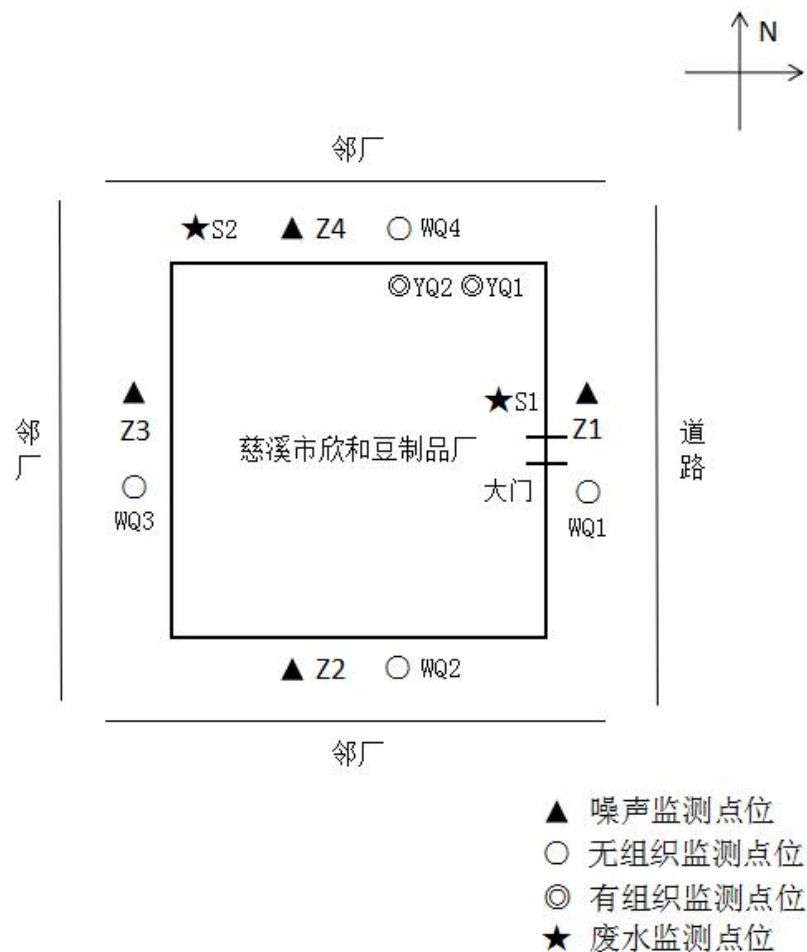 N
邻厂
★S2 ▲ Z4 ○ WQ4
◎YQ2 ◎YQ1
▲ ★S1 ▲
Z3 Z1
邻厂
慈溪市欣和豆制品厂
道路
○ 大门 ○
WQ3 WQ1
▲ Z2 ○ WQ2
邻厂
▲ 噪声监测点位
○ 无组织监测点位
◎ 有组织监测点位
★ 废水监测点位